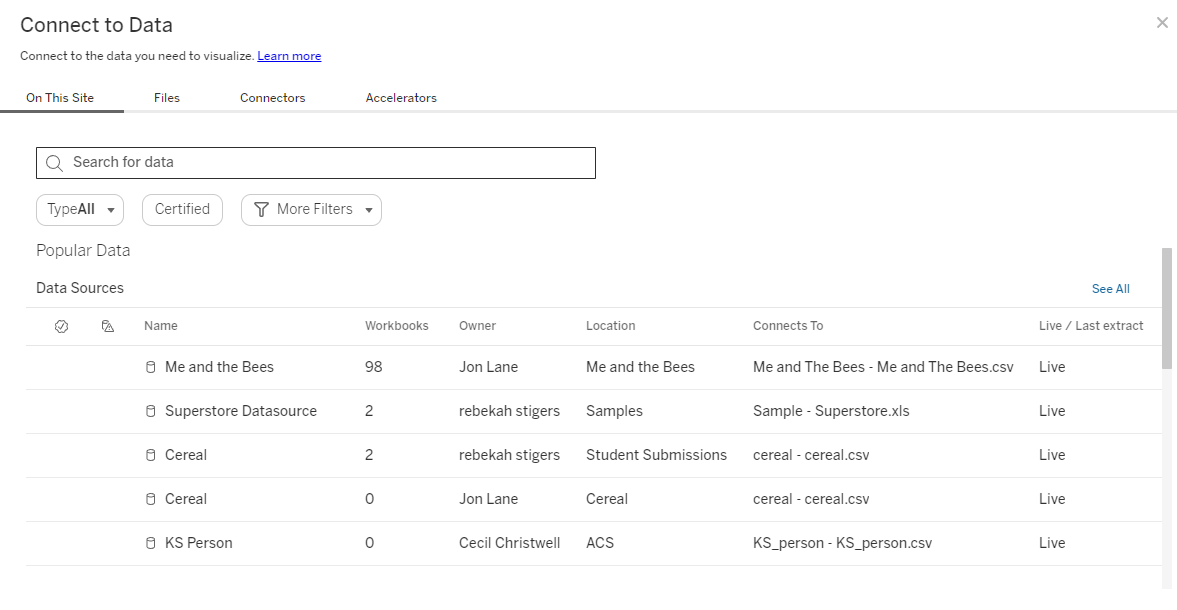 Connect to Data
Connect to the data you need to visualize. Learn more
On This Site Files Connectors Accelerators
Search for data
TypeAll Certified More Filters
Popular Data
Data Sources See All
Name Workbooks Owner Location Connects To Live / Last extract
Me and the Bees 98 Jon Lane Me and the Bees Me and The Bees - Me and The Bees.csv Live
Superstore Datasource 2 rebekah stigers Samples Sample - Superstore.xls Live
Cereal 2 rebekah stigers Student Submissions cereal - cereal.csv Live
Cereal 0 Jon Lane Cereal cereal - cereal.csv Live
KS Person 0 Cecil Christwell ACS KS_person - KS_person.csv Live